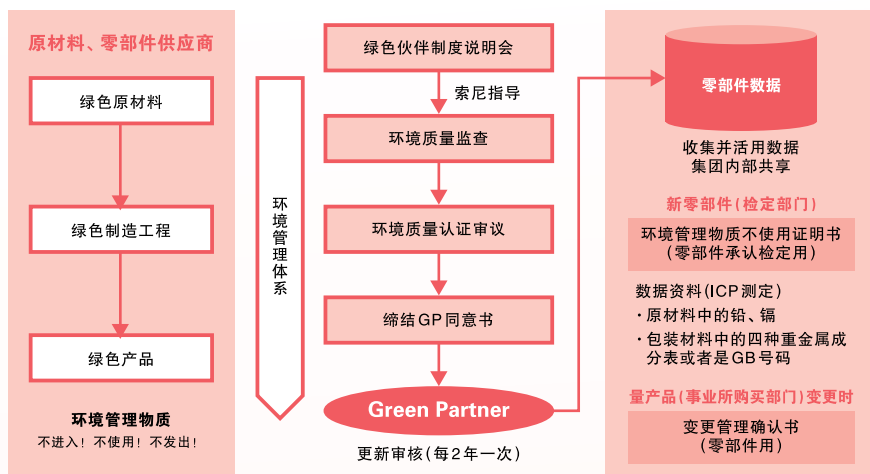 原材料、零部件供应商
绿色原材料
绿色制造工程
绿色产品
环境管理物质
不进入！不使用！不发出！
环境管理体系
绿色伙伴制度说明会
索尼指导
环境质量监查
环境质量认证审议
缔结GP同意书
Green Partner
更新审核(每2年一次)
零部件数据
收集并活用数据
集团内部共享
新零部件(检定部门)
环境管理物质不使用证明书
(零部件承认检定用)
数据资料(ICP测定)
·原材料中的铅、镉
·包装材料中的四种重金属成
分表或者是GB号码
量产品(事业所购买部门)变更时
变更管理确认书
(零部件用)